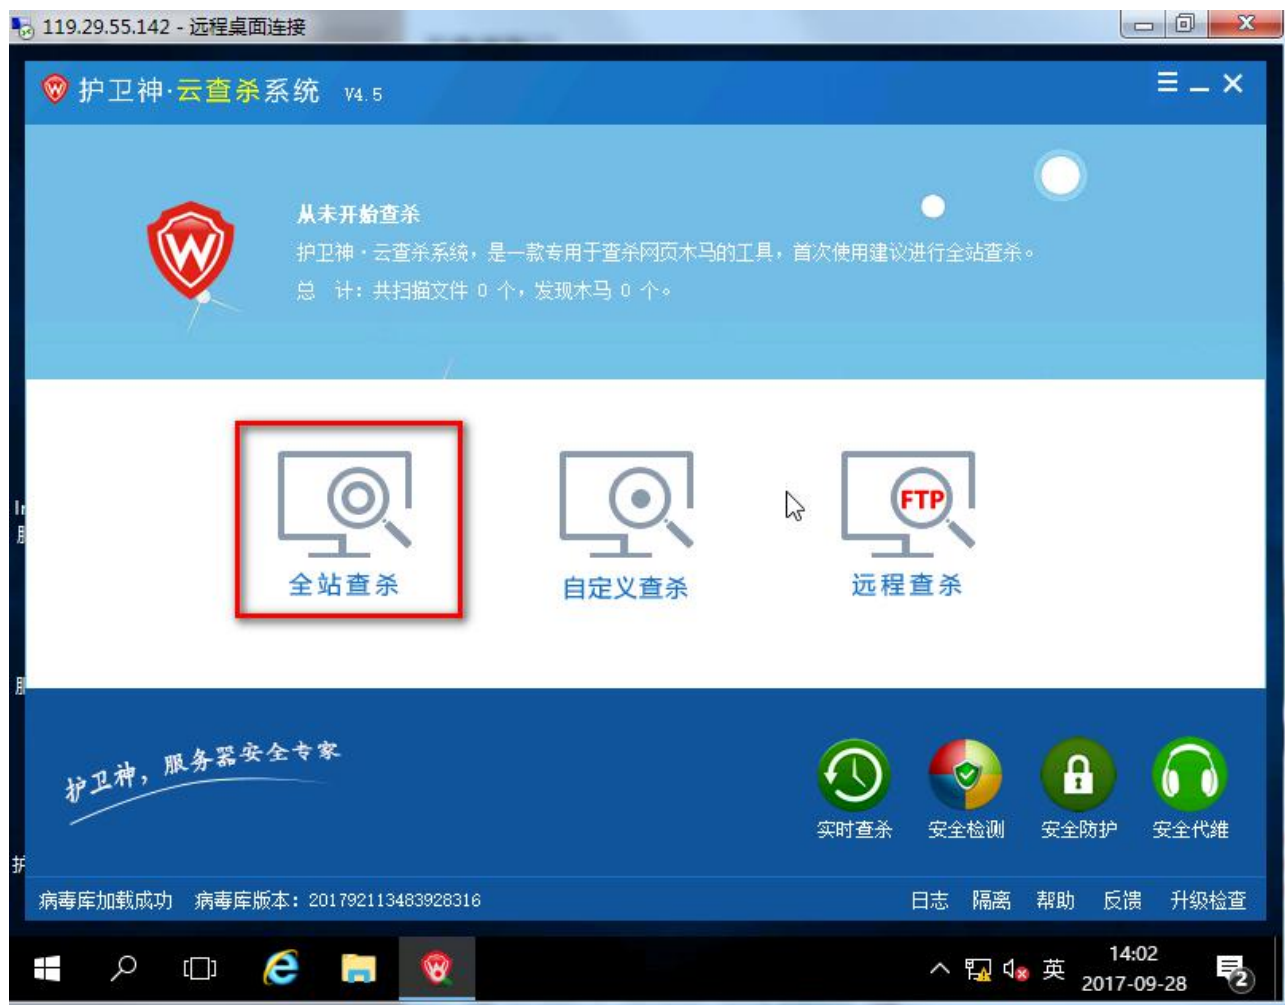 119.29.55.142 - 远程桌面连接
护卫神·云查杀系统 V4.5
从未开始查杀
护卫神·云查杀系统，是一款专用于查杀网页木马的工具，首次使用建议进行全站查杀。
总 计：共扫描文件 0 个，发现木马 0 个。
W
FTP
全站查杀 自定义查杀 远程查杀
护卫神，服务器安全专家
实时查杀 安全检测 安全防护 安全代维
病毒库加载成功 病毒库版本：201792113483928316
日志 隔离 帮助 反馈 升级检查
英
14:02
2017-09-28
2